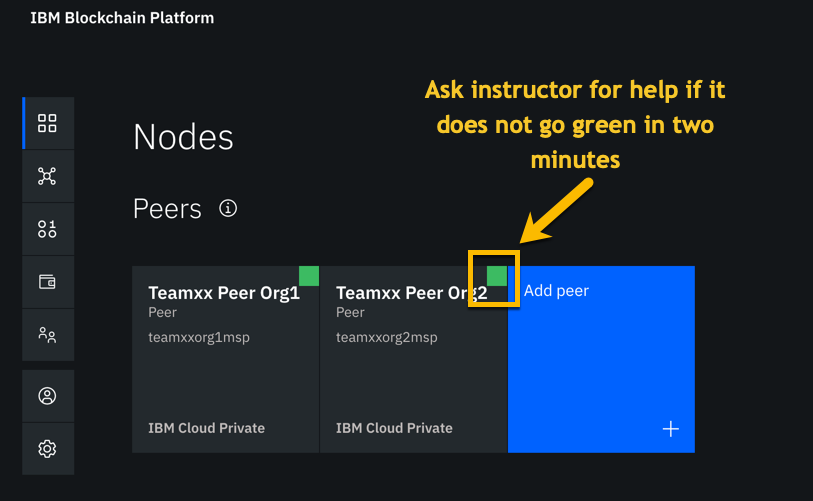 IBM Blockchain Platform
Ask instructor for help if it
does not go green in two
minutes
Nodes
Peers
Teamxx Peer Org1
Peer
teamxxorg1msp
IBM Cloud Private
Teamxx Peer Org2
Peer
teamxxorg2msp
IBM Cloud Private
Add peer